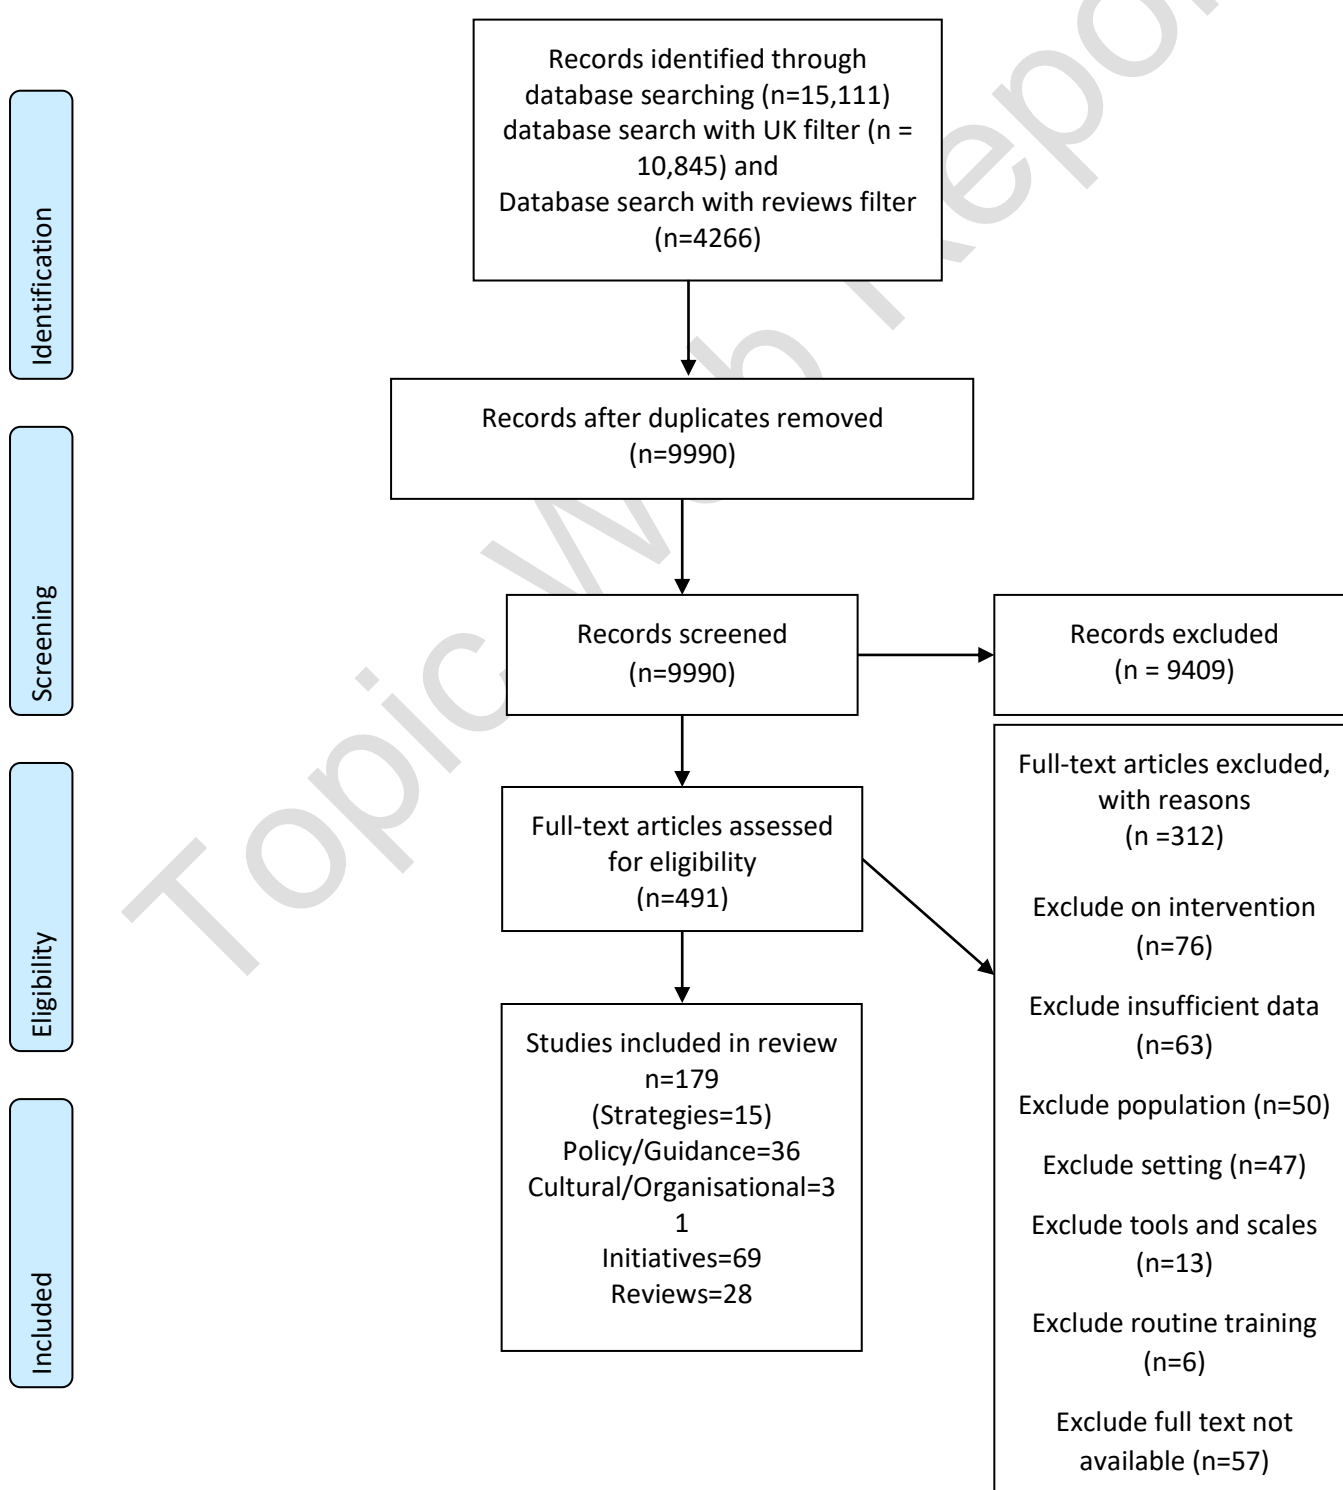 Records identified through
database searching (n=15,111)
database search with UK filter (n =
10,845) and
Database search with reviews filter
(n=4266)
Identification
Records after duplicates removed
(n=9990)
Screening
Records screened
(n=9990)
Records excluded
(n = 9409)
Eligibility
Full-text articles assessed
for eligibility
(n=491)
Full-text articles excluded,
with reasons
(n =312)
Exclude on intervention
(n=76)
Exclude insufficient data
(n=63)
Exclude population (n=50)
Exclude setting (n=47)
Exclude tools and scales
(n=13)
Exclude routine training
(n=6)
Exclude full text not
available (n=57)
Included
Studies included in review
n=179
(Strategies=15)
Policy/Guidance=36
Cultural/Organisational=3
1
Initiatives=69
Reviews=28
Topic